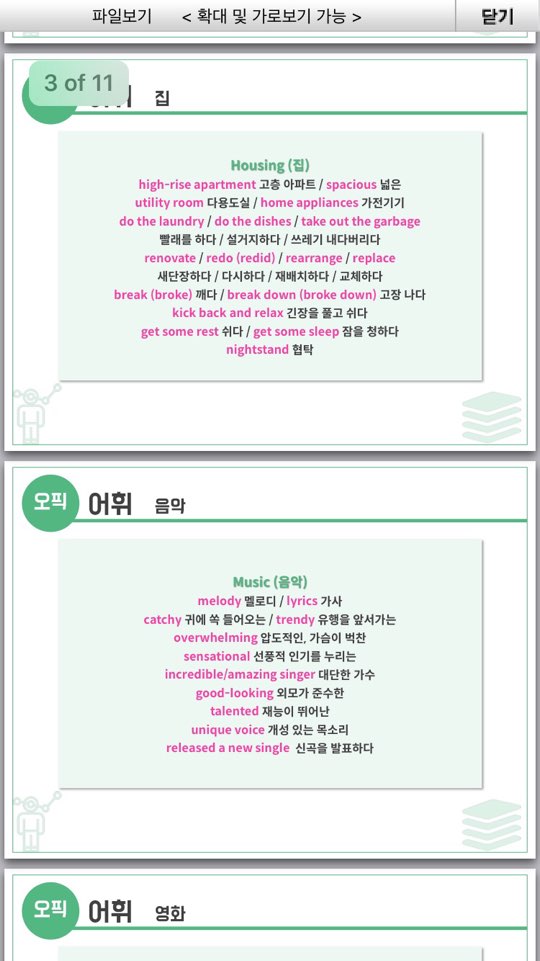 파일보기 < 확대 및 가로보기 가능 > 닫기
3 of 11
집
Housing (집)
high-rise apartment 고층 아파트 / spacious 넓은
utility room 다용도실 / home appliances 가전기기
do the laundry / do the dishes / take out the garbage
빨래를 하다 / 설거지하다 / 쓰레기 내다버리다
renovate / redo (redid) / rearrange / replace
새단장하다 / 다시하다 / 재배치하다 / 교체하다
break (broke) 깨다 / break down (broke down) 고장 나다
kick back and relax 긴장을 풀고 쉬다
get some rest 쉬다 / get some sleep 잠을 청하다
nightstand 협탁
오픽 어휘 음악
Music (음악)
melody 멜로디 / lyrics 가사
catchy 귀에 쏙 들어오는 / trendy 유행을 앞서가는
overwhelming 압도적인, 가슴이 벅찬
sensational 선풍적 인기를 누리는
incredible/amazing singer 대단한 가수
good-looking 외모가 준수한
talented 재능이 뛰어난
unique voice 개성 있는 목소리
released a new single 신곡을 발표하다
오픽 어휘 영화